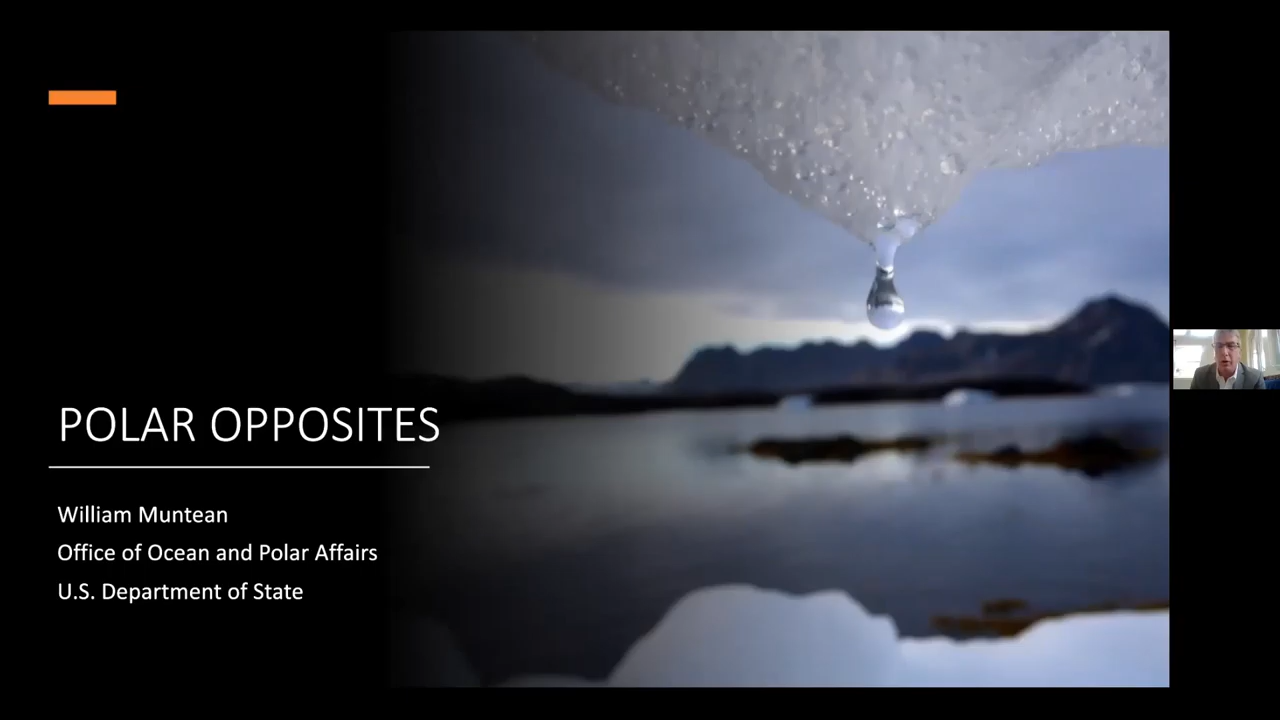 POLAR OPPOSITES
William Muntean
Office of Ocean and Polar Affairs
U.S. Department of State